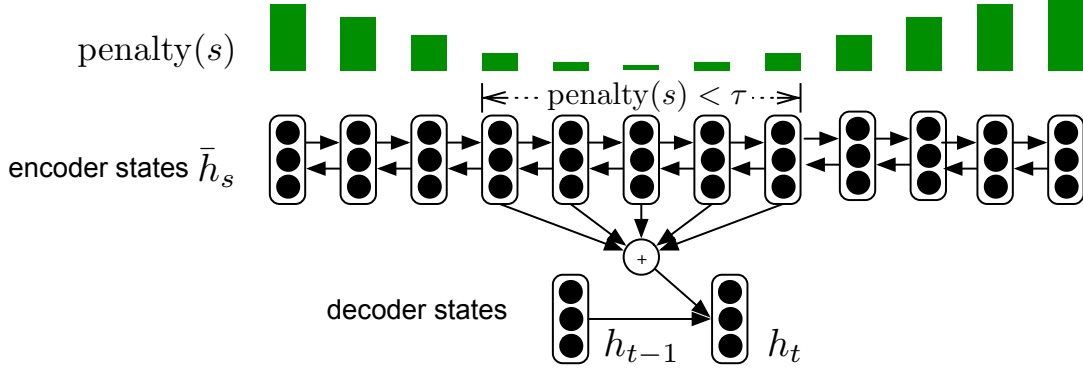 penalty(s)
penalty(s) < τ
encoder states h̄_s
+
decoder states
h_{t−1} h_t